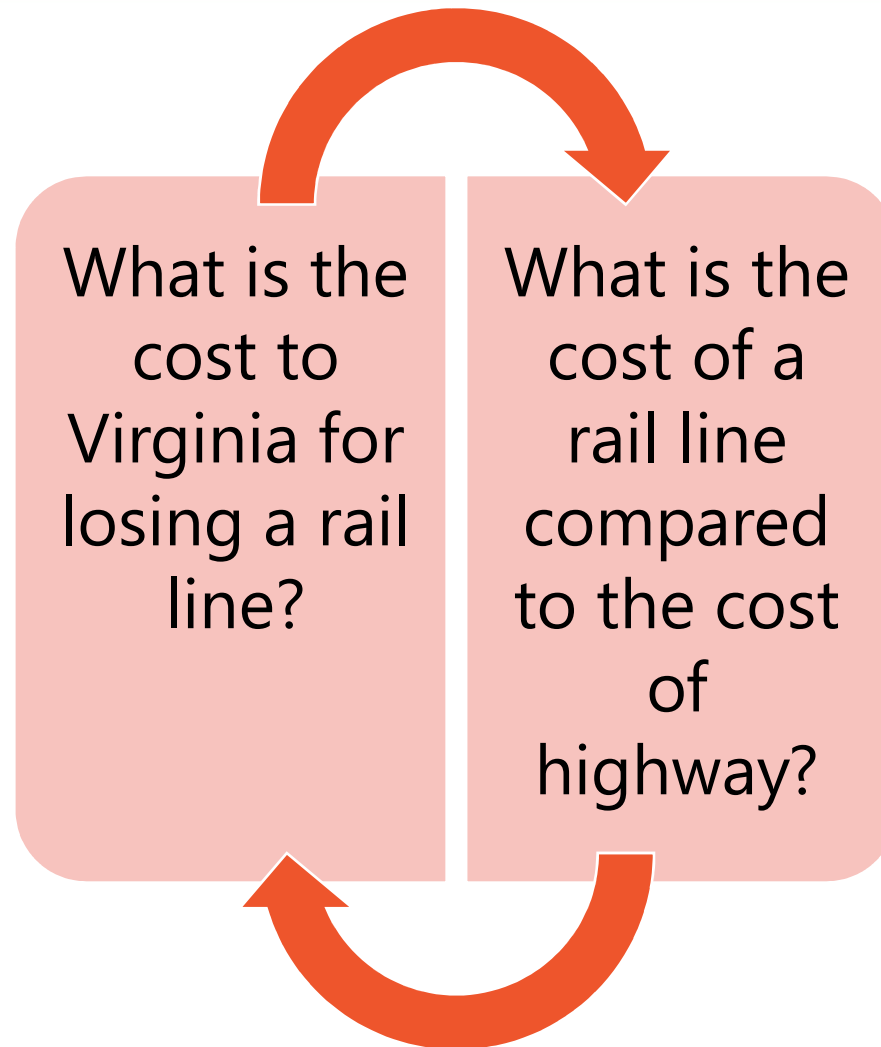 What is the
cost to
Virginia for
losing a rail
line?
What is the
cost of a
rail line
compared
to the cost
of
highway?